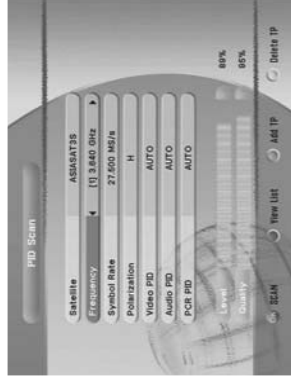 PID Scan
Satellite ASIASAT3S
Frequency [1] 3.840 GHz
Symbol Rate 27.500 MS/s
Polarization H
Video PID AUTO
Audio PID AUTO
PCR PID AUTO
Level 89%
Quality 95%
SCAN View List Add TP Delete TP